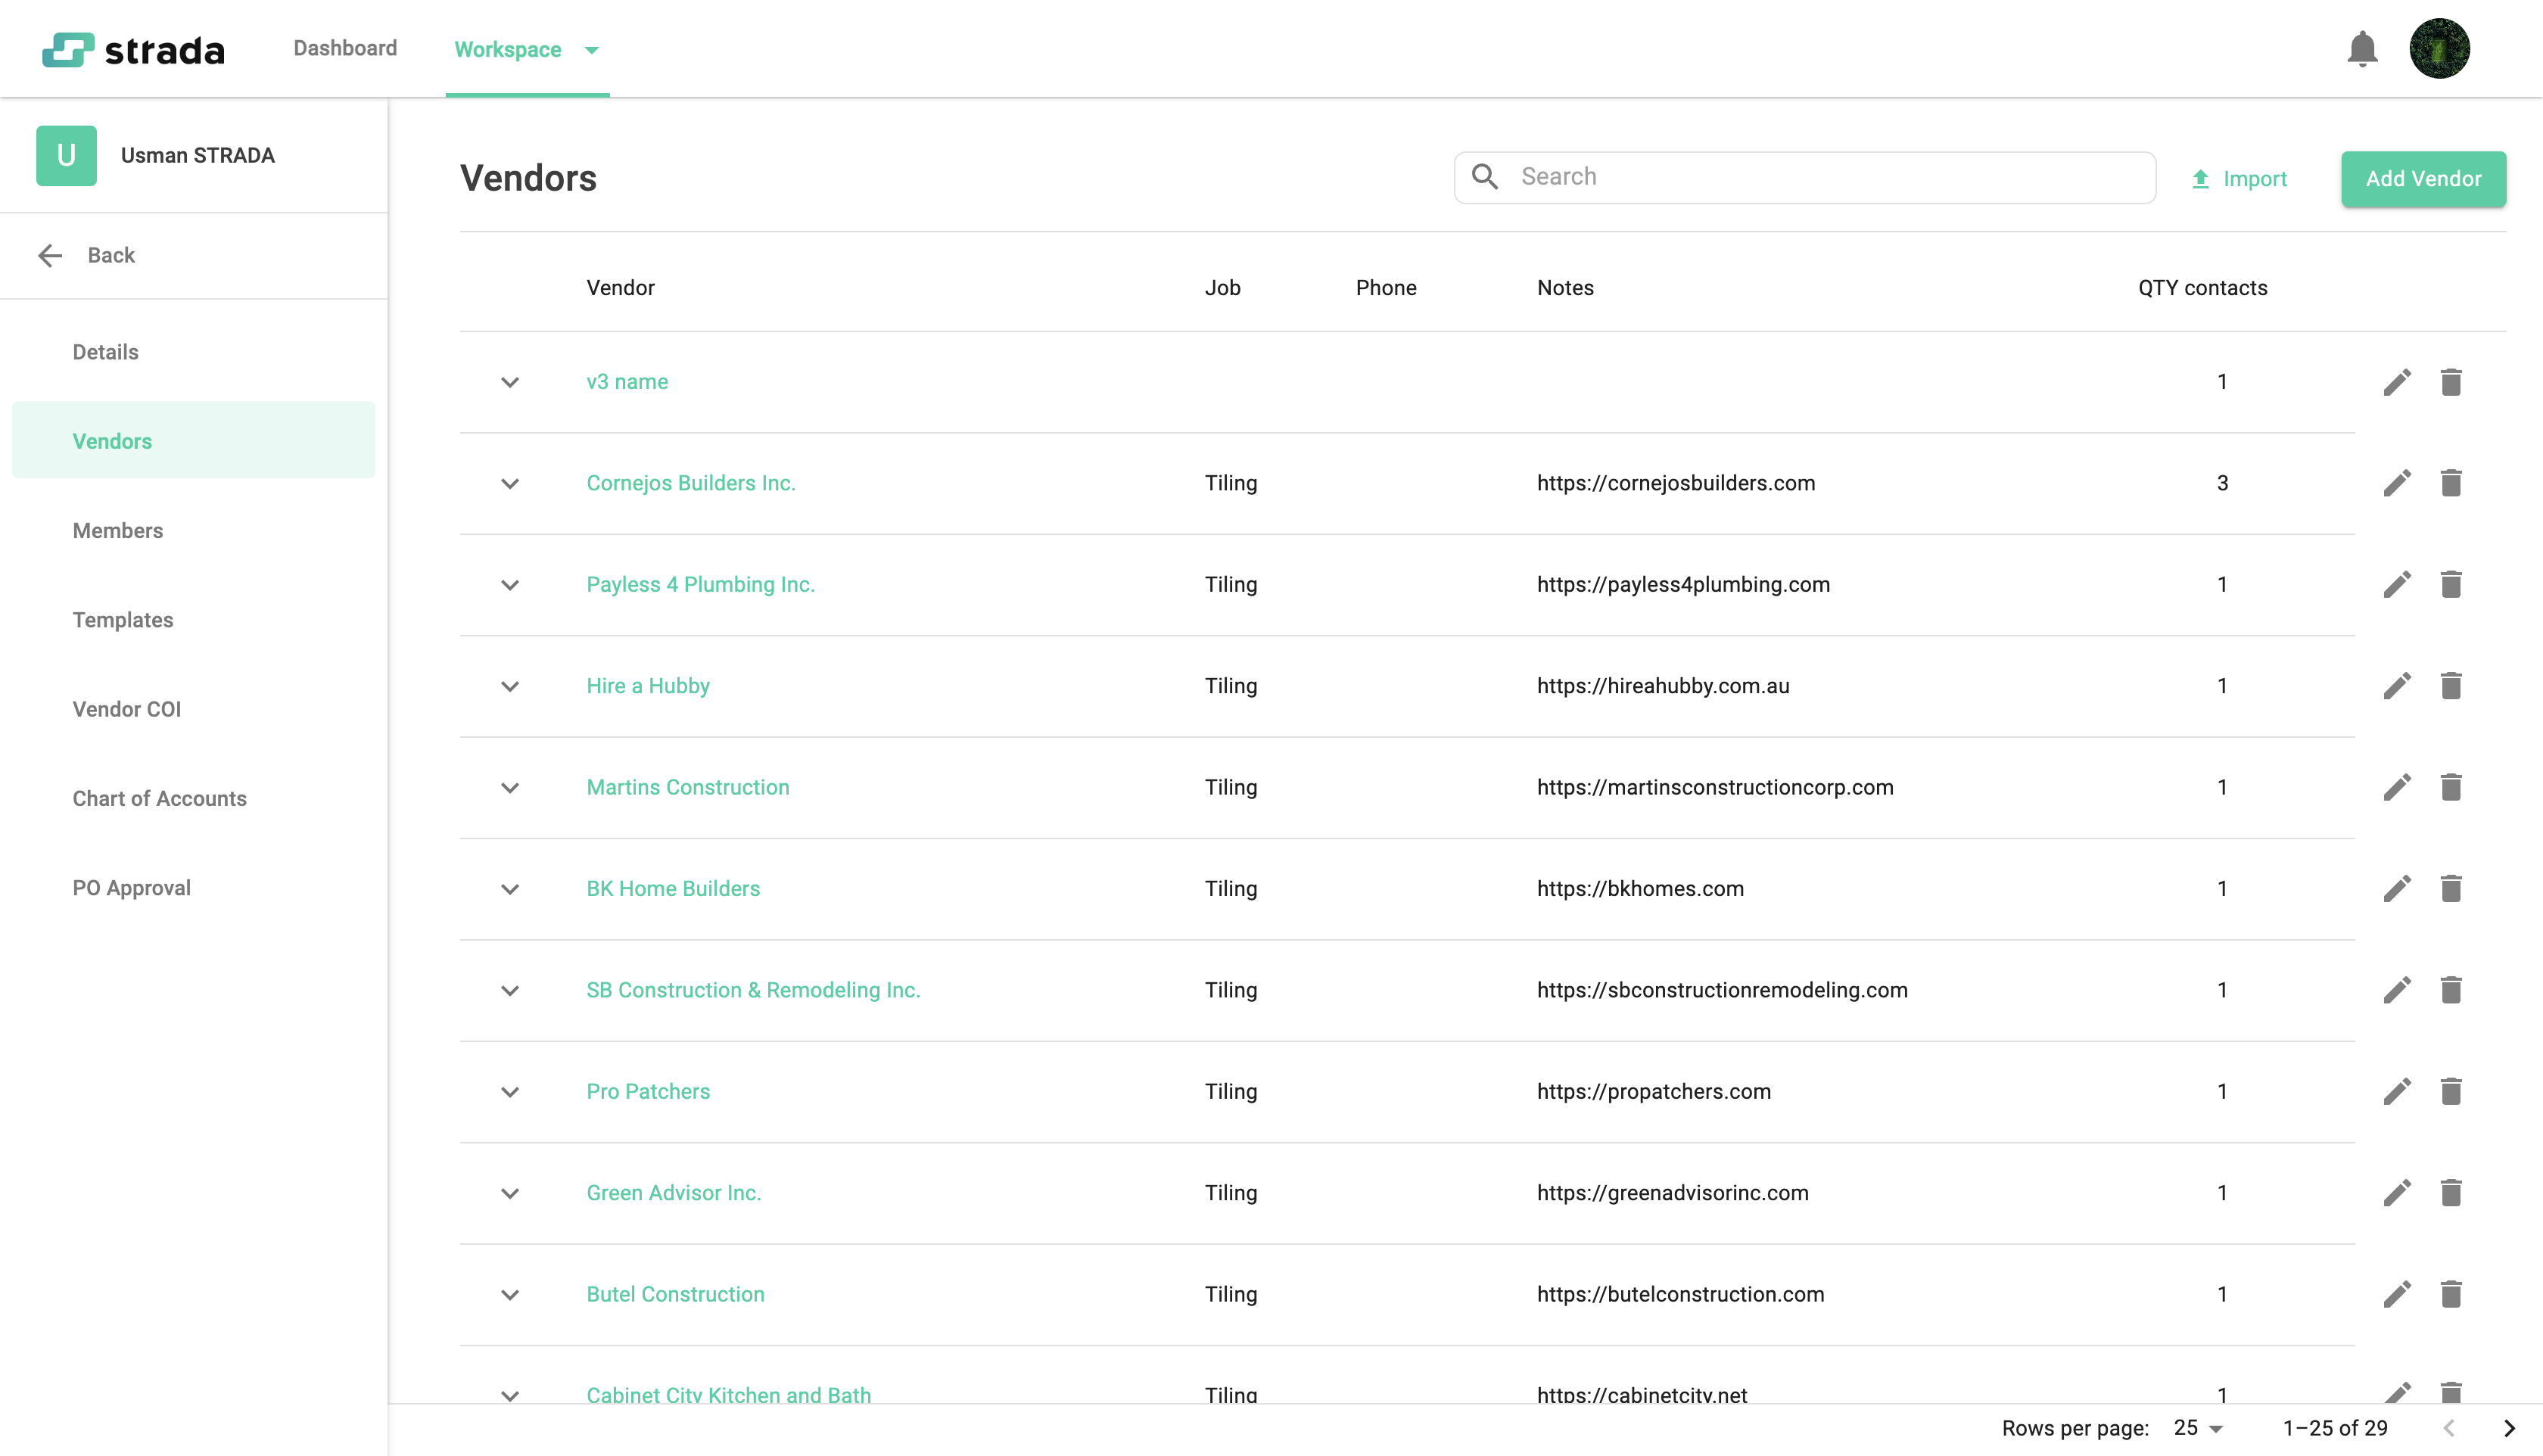 strada
Dashboard
Workspace
U
Usman STRADA
Back
Details
Vendors
Members
Templates
Vendor COI
Chart of Accounts
PO Approval
Vendors
Search
Import
Add Vendor
Vendor Job Phone Notes QTY contacts
v3 name 1
Cornejos Builders Inc. Tiling https://cornejosbuilders.com 3
Payless 4 Plumbing Inc. Tiling https://payless4plumbing.com 1
Hire a Hubby Tiling https://hireahubby.com.au 1
Martins Construction Tiling https://martinsconstructioncorp.com 1
BK Home Builders Tiling https://bkhomes.com 1
SB Construction & Remodeling Inc. Tiling https://sbconstructionremodeling.com 1
Pro Patchers Tiling https://propatchers.com 1
Green Advisor Inc. Tiling https://greenadvisorinc.com 1
Butel Construction Tiling https://butelconstruction.com 1
Cabinet City Kitchen and Bath Tiling https://cabinetcity.net 1
Rows per page: 25 1–25 of 29